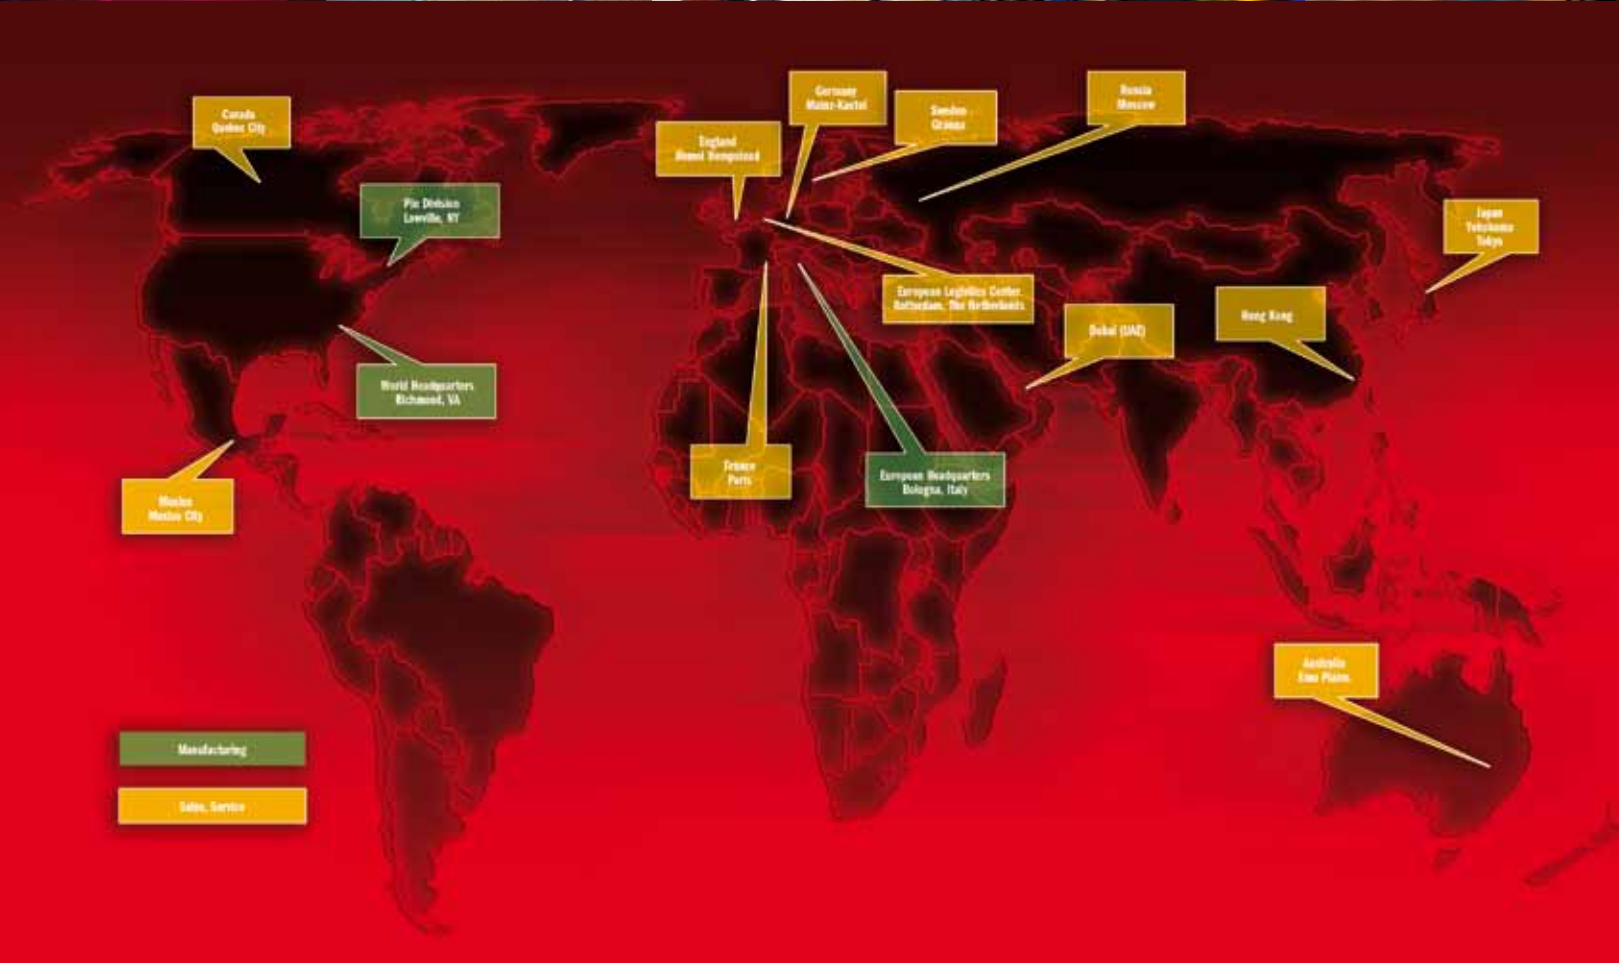 Germany
Mainz-Kastel
Russia
Moscow
Canada
Quebec City
Sweden
Gränna
England
Hemel Hempstead
Pie Division
Lowville, NY
Japan
Yokohama
Tokyo
European Logistics Center,
Rotterdam, The Netherlands
Dubai (UAE)
Hong Kong
World Headquarters
Richmond, VA
France
Paris
European Headquarters
Bologna, Italy
Mexico
Mexico City
Australia
Emu Plains
Manufacturing
Sales, Service